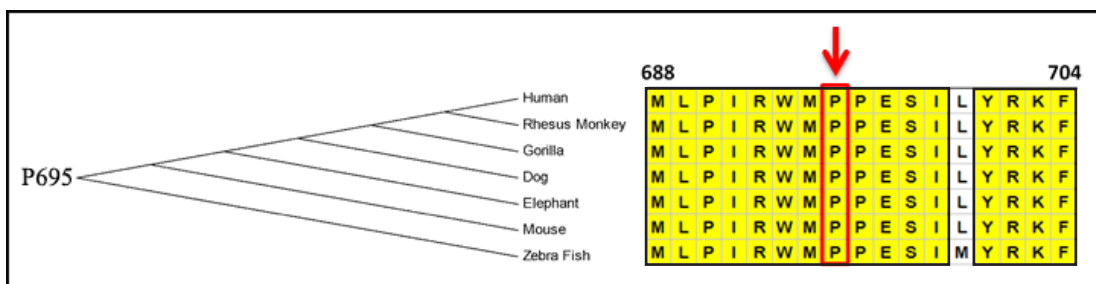 688 704
Human M L P I R W M P P E S I L Y R K F
Rhesus Monkey M L P I R W M P P E S I L Y R K F
Gorilla M L P I R W M P P E S I L Y R K F
P695 Dog M L P I R W M P P E S I L Y R K F
Elephant M L P I R W M P P E S I L Y R K F
Mouse M L P I R W M P P E S I L Y R K F
Zebra Fish M L P I R W M P P E S I M Y R K F